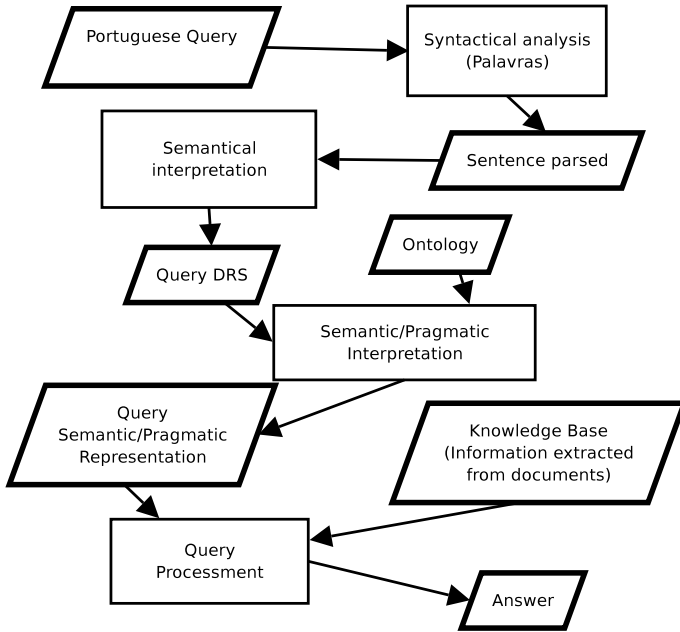 Portuguese Query
Syntactical analysis
(Palavras)
Semantical
interpretation
Sentence parsed
Ontology
Query DRS
Semantic/Pragmatic
Interpretation
Query
Semantic/Pragmatic
Representation
Knowledge Base
(Information extracted
from documents)
Query
Processment
Answer